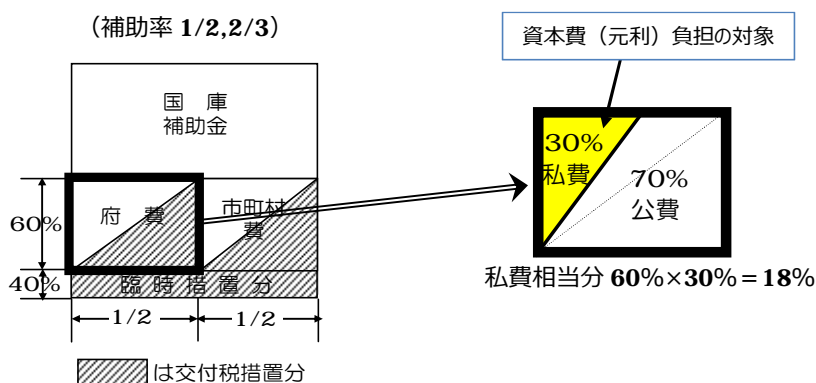 （補助率 1/2,2/3）
資本費（元利）負担の対象
国 庫
補助金
30%
私費
70%
公費
60%
府 費
市町村
費
40%
臨 時 措 置 分
私費相当分 60%×30%＝18%
1/2
1/2
は交付税措置分